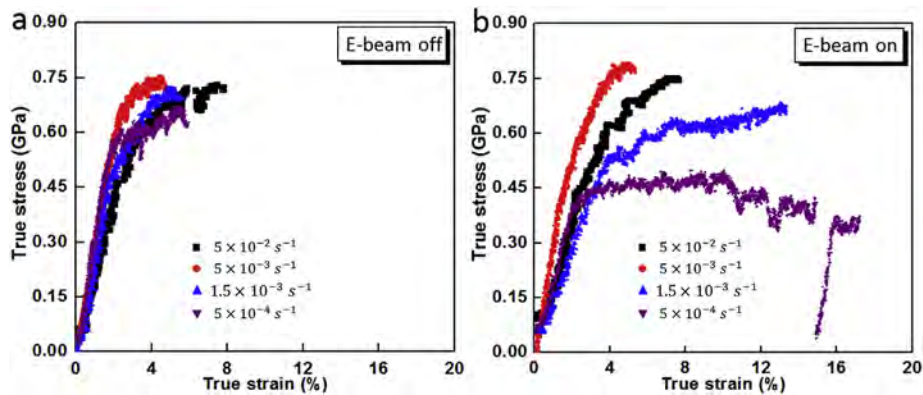 a
E-beam off
True stress (GPa)
0.90
0.75
0.60
0.45
0.30
0.15
0.00
5 × 10⁻² s⁻¹
5 × 10⁻³ s⁻¹
1.5 × 10⁻³ s⁻¹
5 × 10⁻⁴ s⁻¹
0 4 8 12 16 20
True strain (%)
b
E-beam on
True stress (GPa)
0.90
0.75
0.60
0.45
0.30
0.15
0.00
5 × 10⁻² s⁻¹
5 × 10⁻³ s⁻¹
1.5 × 10⁻³ s⁻¹
5 × 10⁻⁴ s⁻¹
0 4 8 12 16 20
True strain (%)